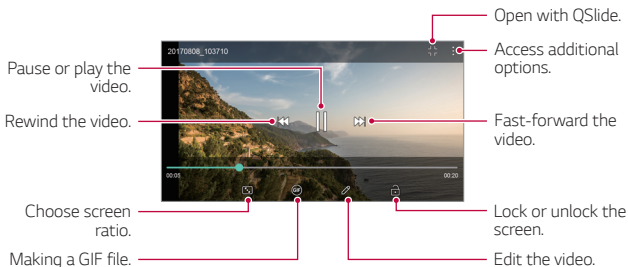 Open with QSlide.
20170808_103710
Access additional
options.
Pause or play the
video.
Rewind the video.
Fast-forward the
video.
00:05
00:20
GIF
Choose screen
ratio.
Lock or unlock the
screen.
Making a GIF file.
Edit the video.